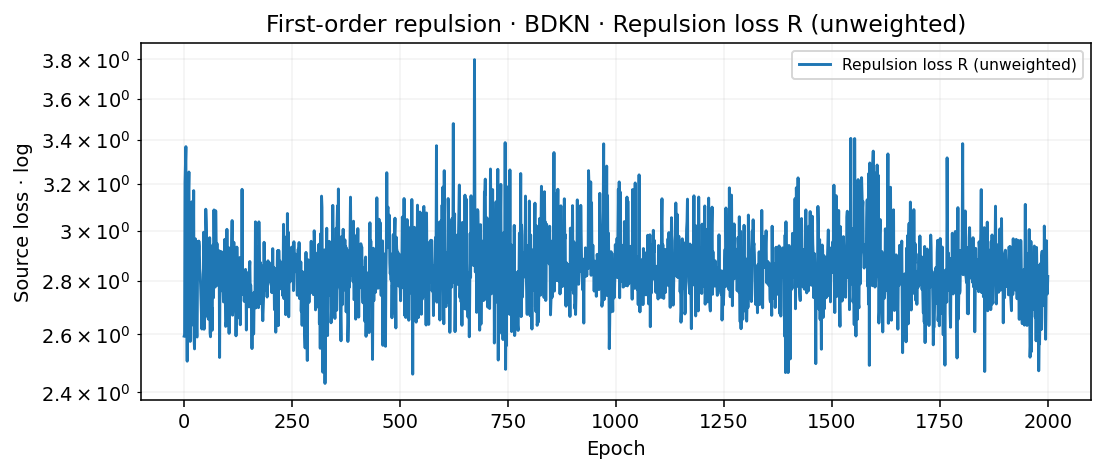 First-order repulsion · BDKN · Repulsion loss R (unweighted)
Repulsion loss R (unweighted)
Source loss · log
3.8 × 10⁰
3.6 × 10⁰
3.4 × 10⁰
3.2 × 10⁰
3 × 10⁰
2.8 × 10⁰
2.6 × 10⁰
2.4 × 10⁰
0 250 500 750 1000 1250 1500 1750 2000
Epoch